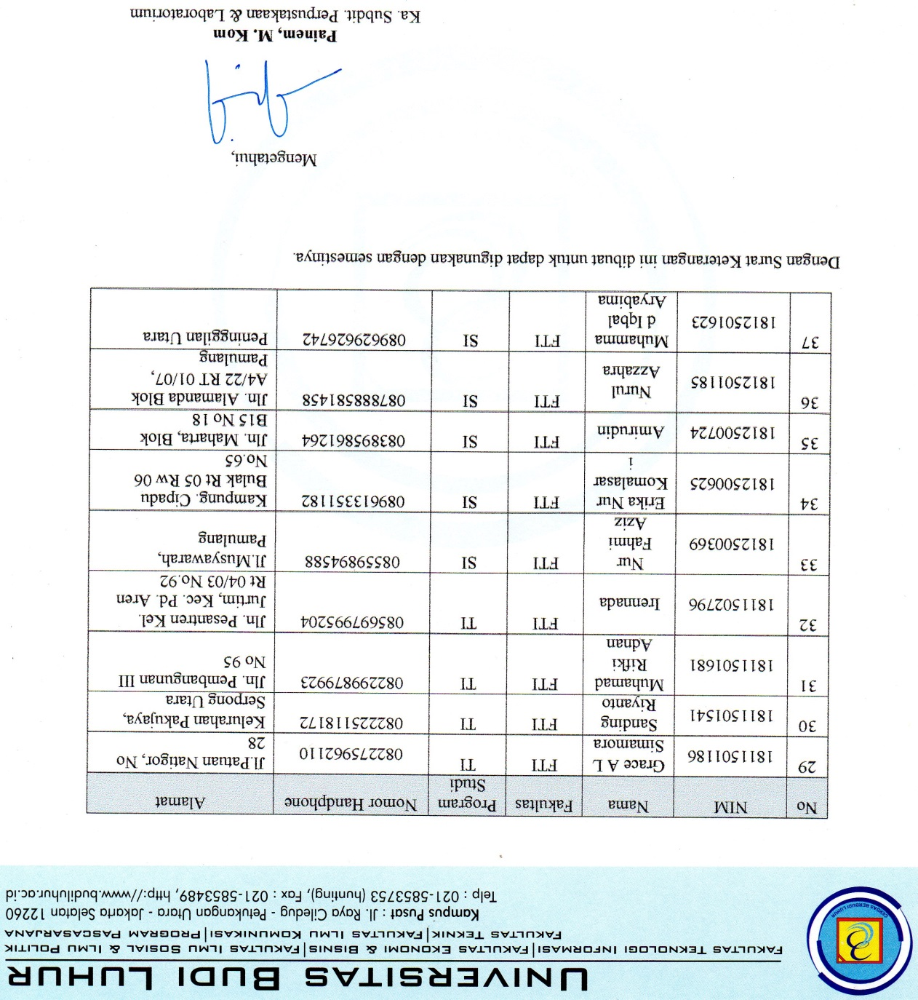 UNIVERSITAS BUDI LUHUR
FAKULTAS TEKNOLOGI INFORMASI|FAKULTAS EKONOMI & BISNIS|FAKULTAS ILMU SOSIAL & ILMU POLITIK
FAKULTAS TEKNIK|FAKULTAS ILMU KOMUNIKASI|PROGRAM PASCASARJANA
Kampus Pusat : Jl. Raya Ciledug - Petukangan Utara - Jakarta Selatan 12260
Telp : 021-5853753 (hunting), Fax : 021-5853489, http://www.budiluhur.ac.id
CERDAS BERBUDI LUHUR
No NIM Nama Fakultas Program Studi Nomor Handphone Alamat
29 1811501186 Grace A L Simamora FTI TI 082275962110 Jl.Patuan Natigor, No 28
30 1811501541 Sanding Riyanto FTI TI 082225118172 Kelurahan Pakujaya, Serpong Utara
31 1811501681 Muhamad Rifki Adnan FTI TI 082299879923 Jln. Pembangunan III No 95
32 1811502796 Irennada FTI TI 085697995204 Jln. Pesantren Kel. Jurtim, Kec. Pd. Aren Rt 04/03 No.92
33 1812500369 Nur Fahmi Aziz FTI SI 08559894588 Jl.Musyawarah, Pamulang
34 1812500625 Erika Nur Komalasar i FTI SI 089613351182 Kampung. Cipadu Bulak Rt 05 Rw 06 No.65
35 1812500724 Amirudin FTI SI 083895861264 Jln. Maharta, Blok B15 No 18
36 1812501185 Nurul Azzahra FTI SI 087888581458 Jln. Alamanda Blok A4/22 RT 01/07, Pamulang
37 1812501623 Muhamma d Iqbal Aryabima FTI SI 089629626742 Peninggilan Utara
Dengan Surat Keterangan ini dibuat untuk dapat digunakan dengan semestinya.
Mengetahui,
Painem, M. Kom
Ka. Subdit. Perpustakaan & Laboratorium